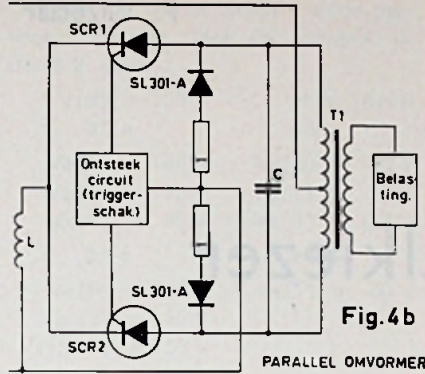 SCR1
SL301-A
T1
Ontsteek
circuit
(trigger-
schak.)
C
Belas-
ting.
L
SL301-A
Fig.4b
SCR2
PARALLEL OMVORMER